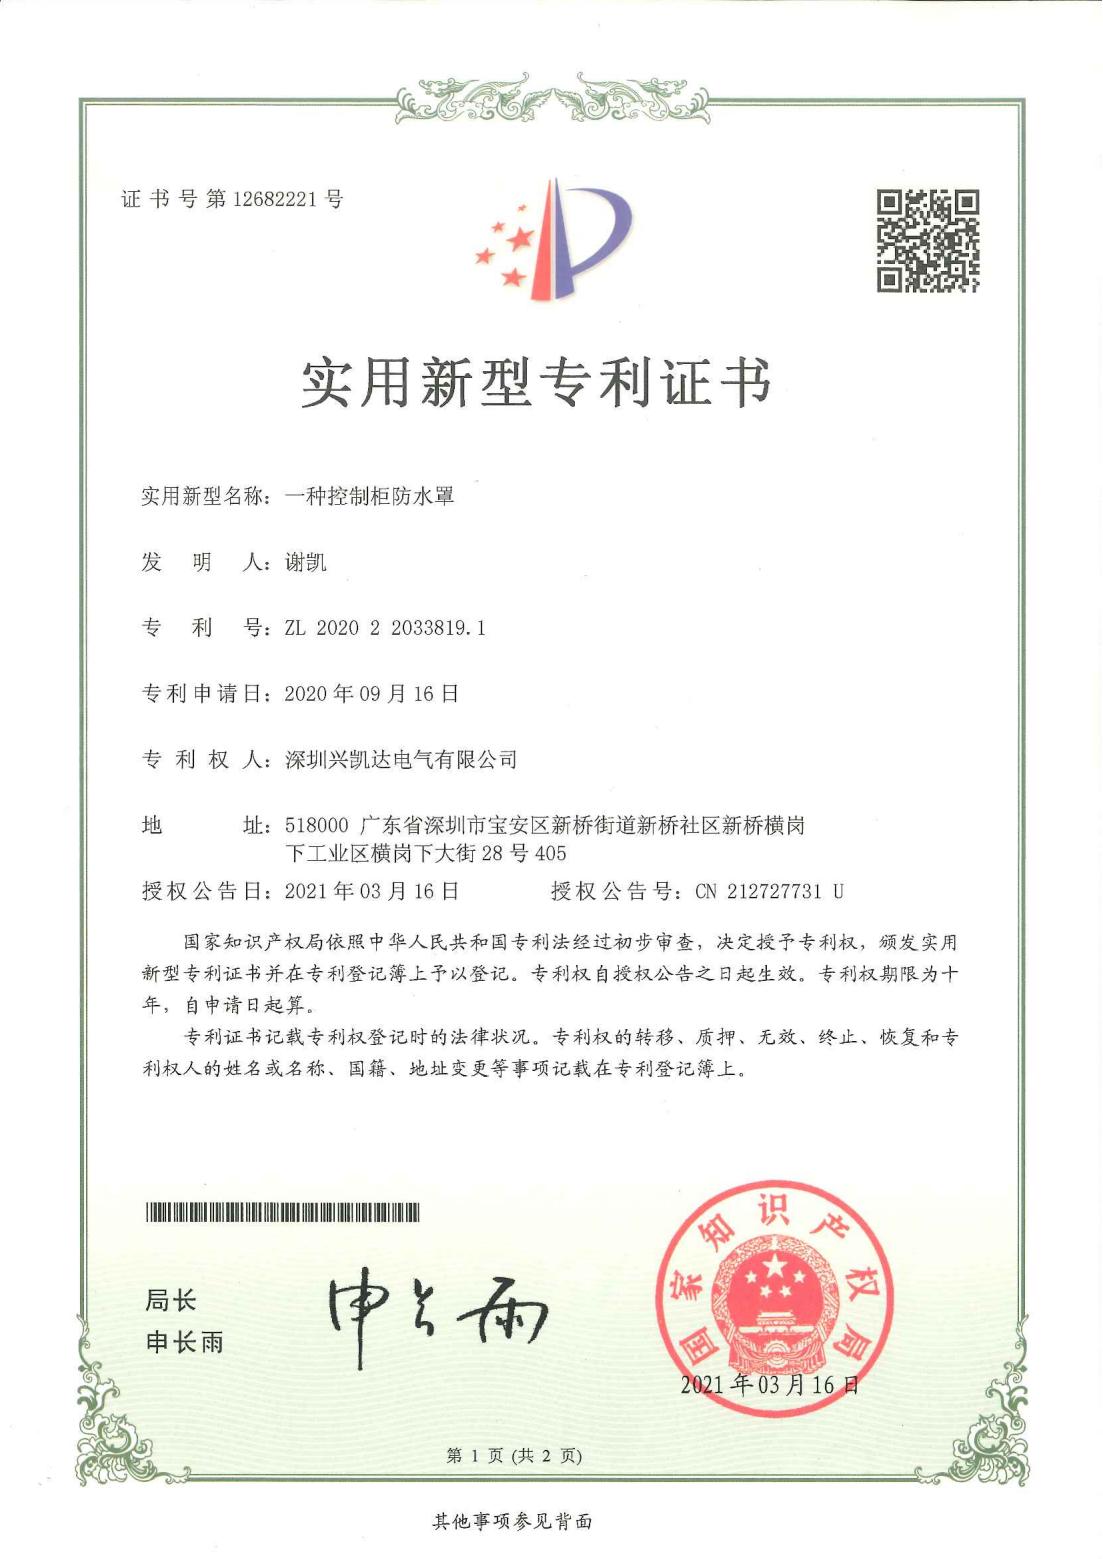 证书号第12682221号
实用新型专利证书
实用新型名称：一种控制柜防水罩
发明人：谢凯
专利号：ZL 2020 2 2033819.1
专利申请日：2020年09月16日
专利权人：深圳兴凯达电气有限公司
地址：518000 广东省深圳市宝安区新桥街道新桥社区新桥横岗
下工业区横岗下大街28号405
授权公告日：2021年03月16日 授权公告号：CN 212727731 U
国家知识产权局依照中华人民共和国专利法经过初步审查，决定授予专利权，颁发实用
新型专利证书并在专利登记簿上予以登记。专利权自授权公告之日起生效。专利权期限为十
年，自申请日起算。
专利证书记载专利权登记时的法律状况。专利权的转移、质押、无效、终止、恢复和专
利权人的姓名或名称、国籍、地址变更等事项记载在专利登记簿上。
国家知识产权局
局长
申长雨
申长雨
2021年03月16日
第 1 页 (共 2 页)
其他事项参见背面